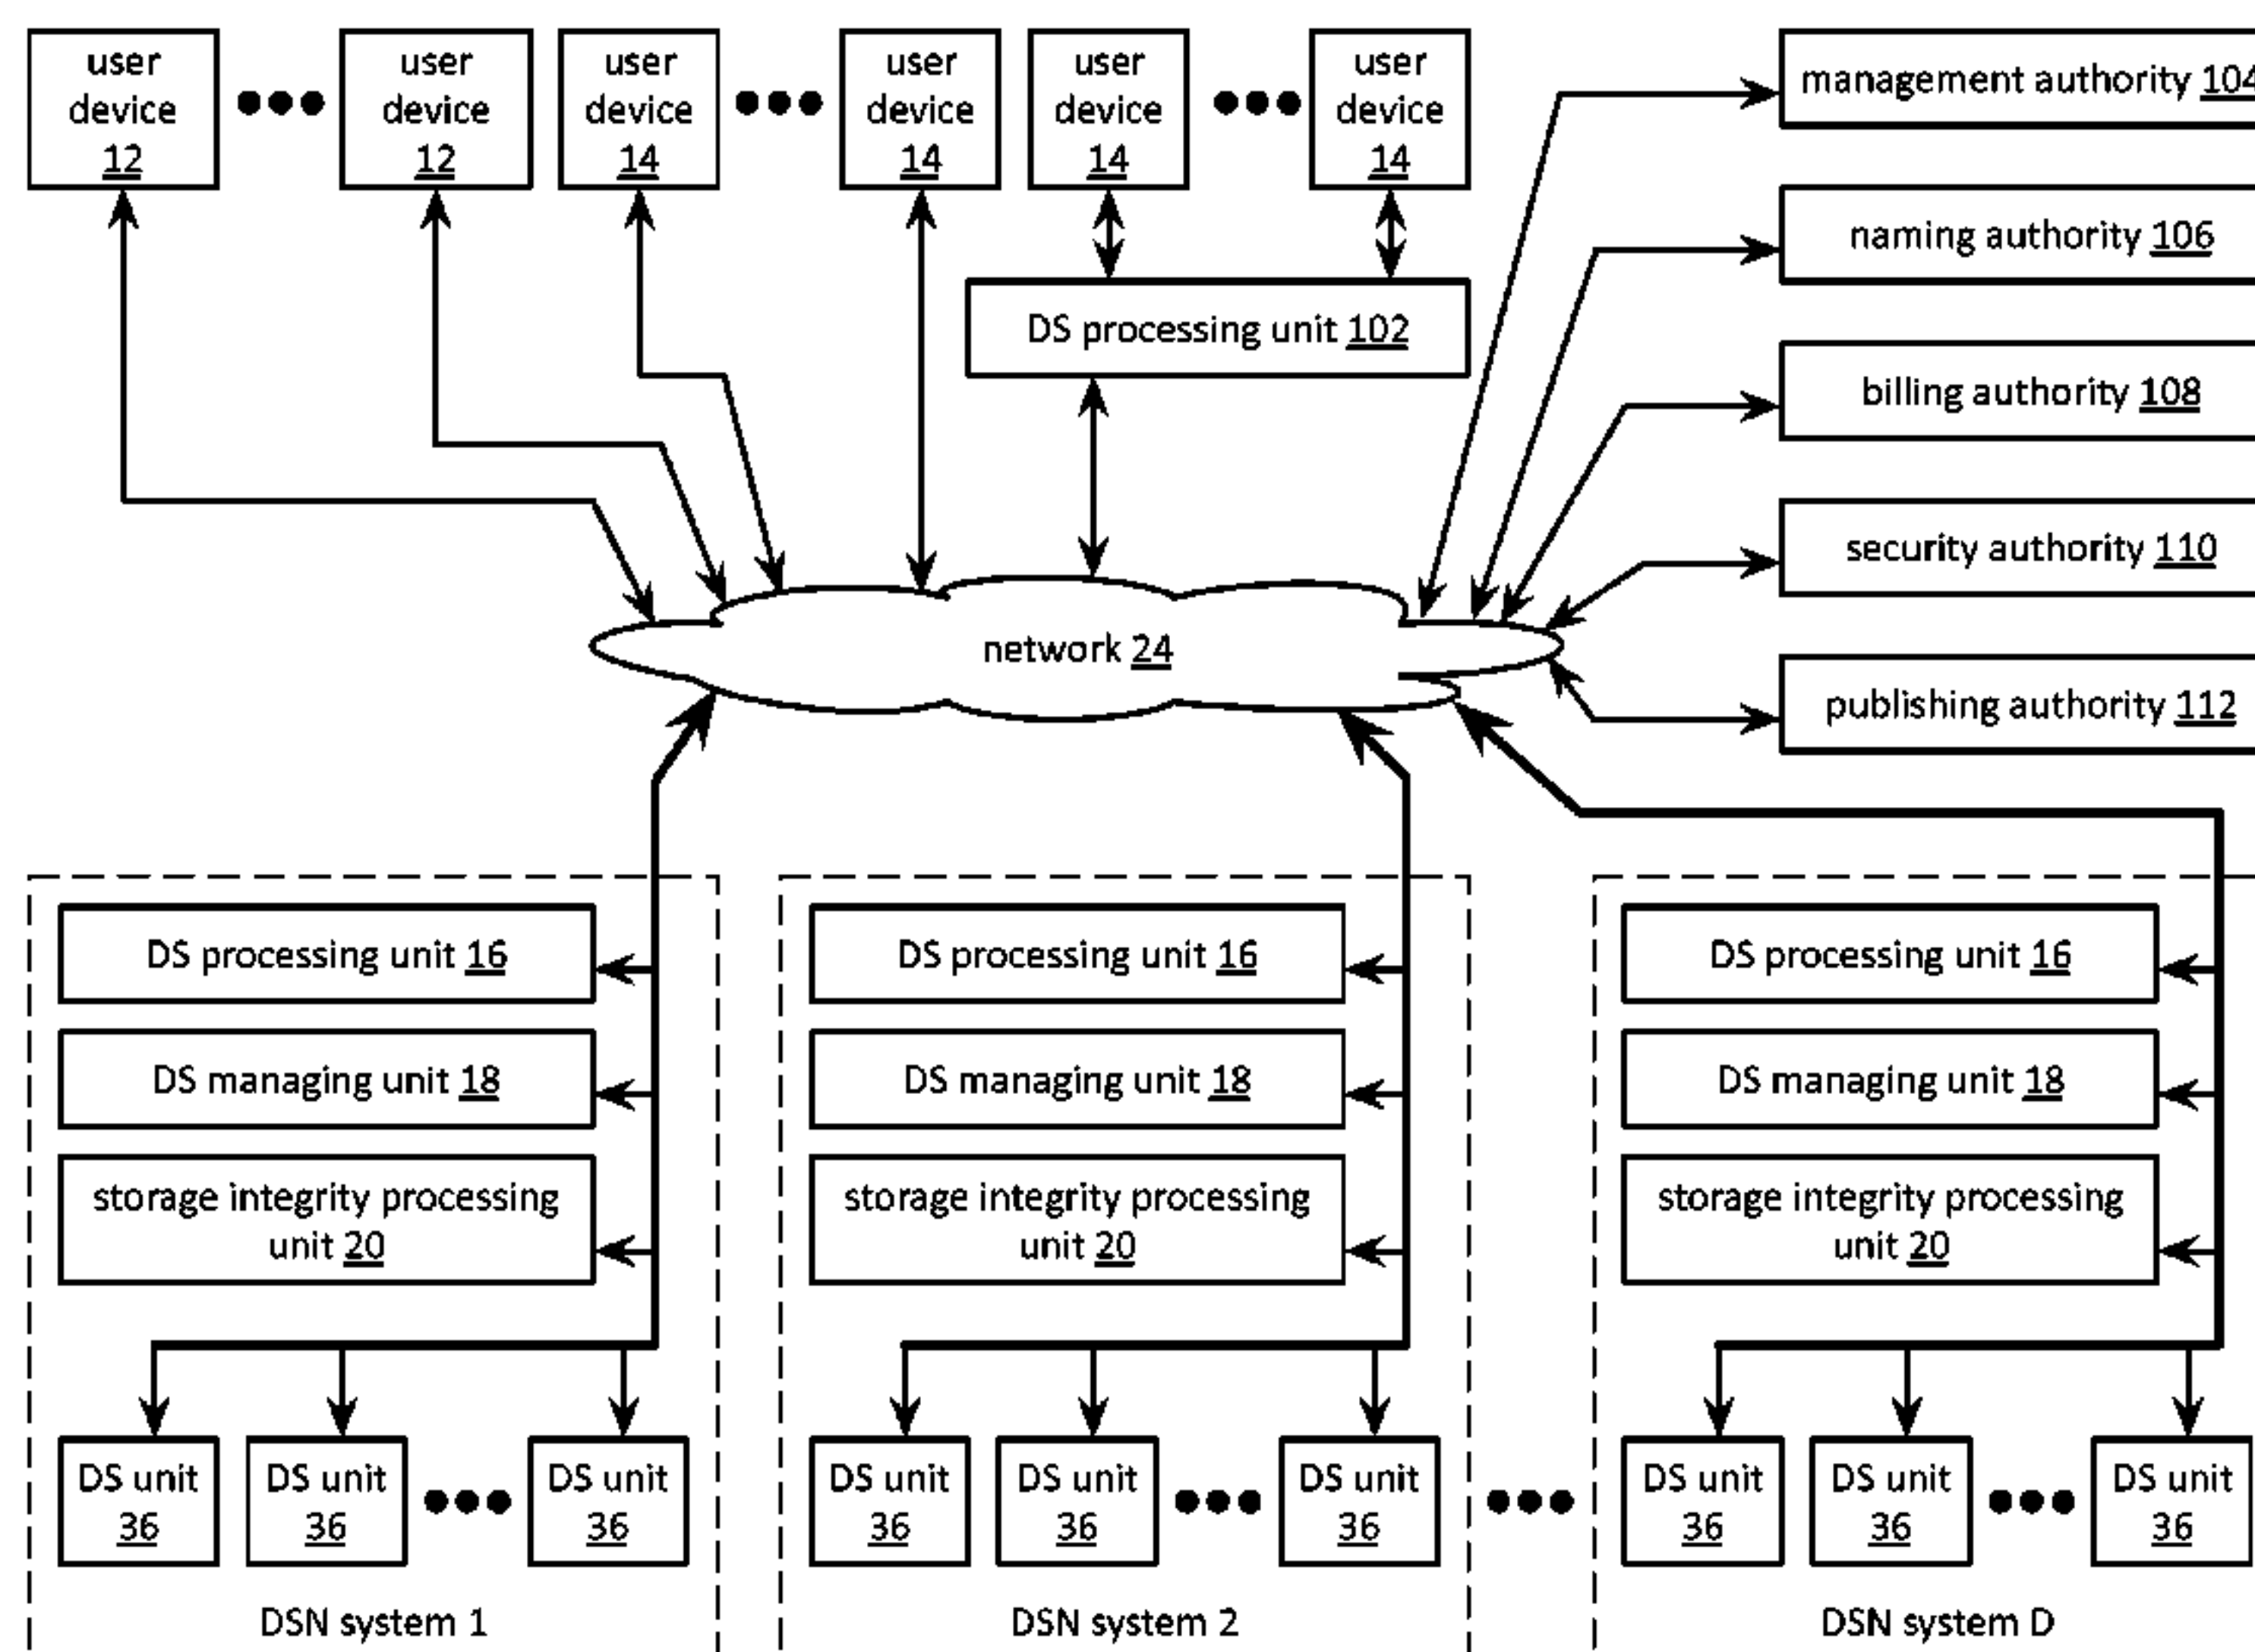 user
device
12
user
device
12
user
device
14
user
device
14
user
device
14
user
device
14
management authority 104
naming authority 106
DS processing unit 102
billing authority 108
security authority 110
network 24
publishing authority 112
DS processing unit 16
DS managing unit 18
storage integrity processing
unit 20
DS unit
36
DS unit
36
DS unit
36
DSN system 1
DS processing unit 16
DS managing unit 18
storage integrity processing
unit 20
DS unit
36
DS unit
36
DS unit
36
DSN system 2
DS processing unit 16
DS managing unit 18
storage integrity processing
unit 20
DS unit
36
DS unit
36
DS unit
36
DSN system D